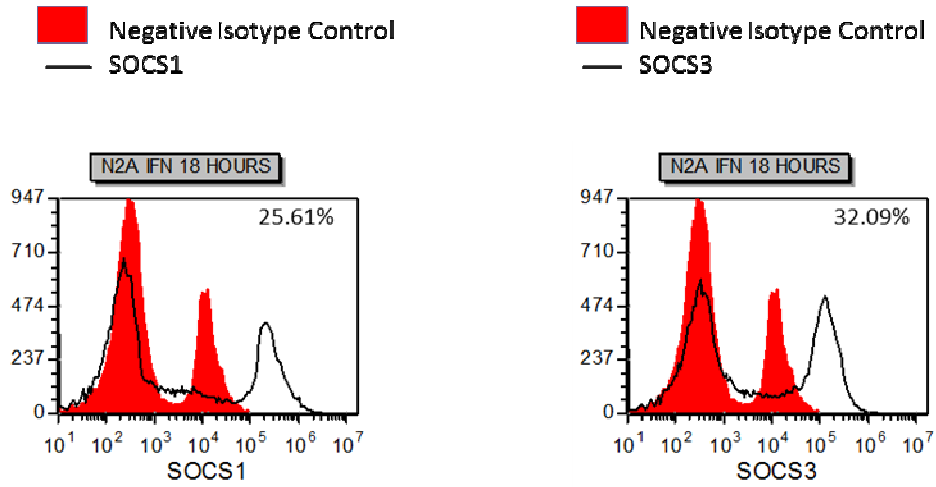 Negative Isotype Control
SOCS1
N2A IFN 18 HOURS
25.61%
947
710
474
237
0
10^1 10^2 10^3 10^4 10^5 10^6 10^7
SOCS1
Negative Isotype Control
SOCS3
N2A IFN 18 HOURS
32.09%
947
710
474
237
0
10^1 10^2 10^3 10^4 10^5 10^6 10^7
SOCS3